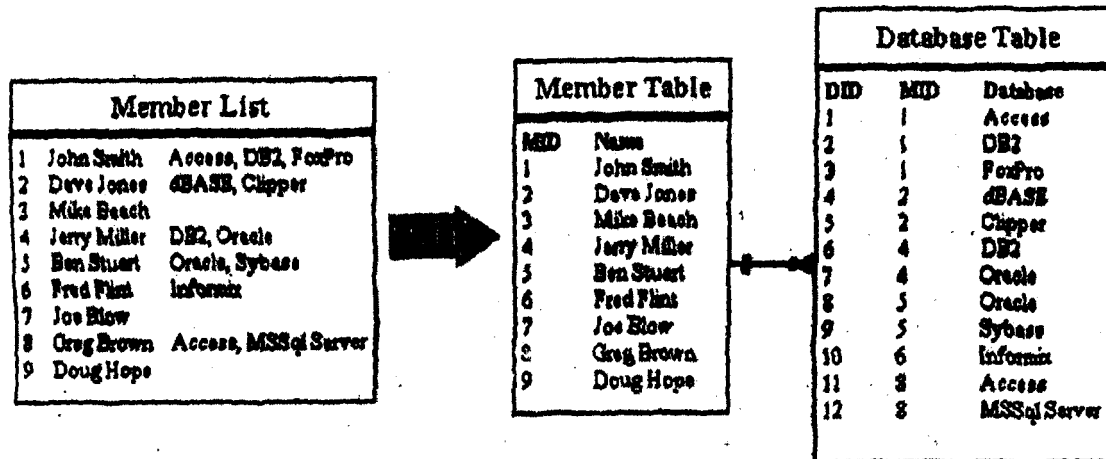 Member List
1 John Smith Access, DB2, FoxPro
2 Dave Jones dBASE, Clipper
3 Mike Beach
4 Jerry Miller DB2, Oracle
5 Ben Stuart Oracle, Sybase
6 Fred Flint Informix
7 Joe Blow
8 Greg Brown Access, MSSql Server
9 Doug Hope
Member Table
MID Name
1 John Smith
2 Dave Jones
3 Mike Beach
4 Jerry Miller
5 Ben Stuart
6 Fred Flint
7 Joe Blow
8 Greg Brown
9 Doug Hope
Database Table
DID MID Database
1 1 Access
2 1 DB2
3 1 FoxPro
4 2 dBASE
5 2 Clipper
6 4 DB2
7 4 Oracle
8 5 Oracle
9 5 Sybase
10 6 Informix
11 8 Access
12 8 MSSql Server